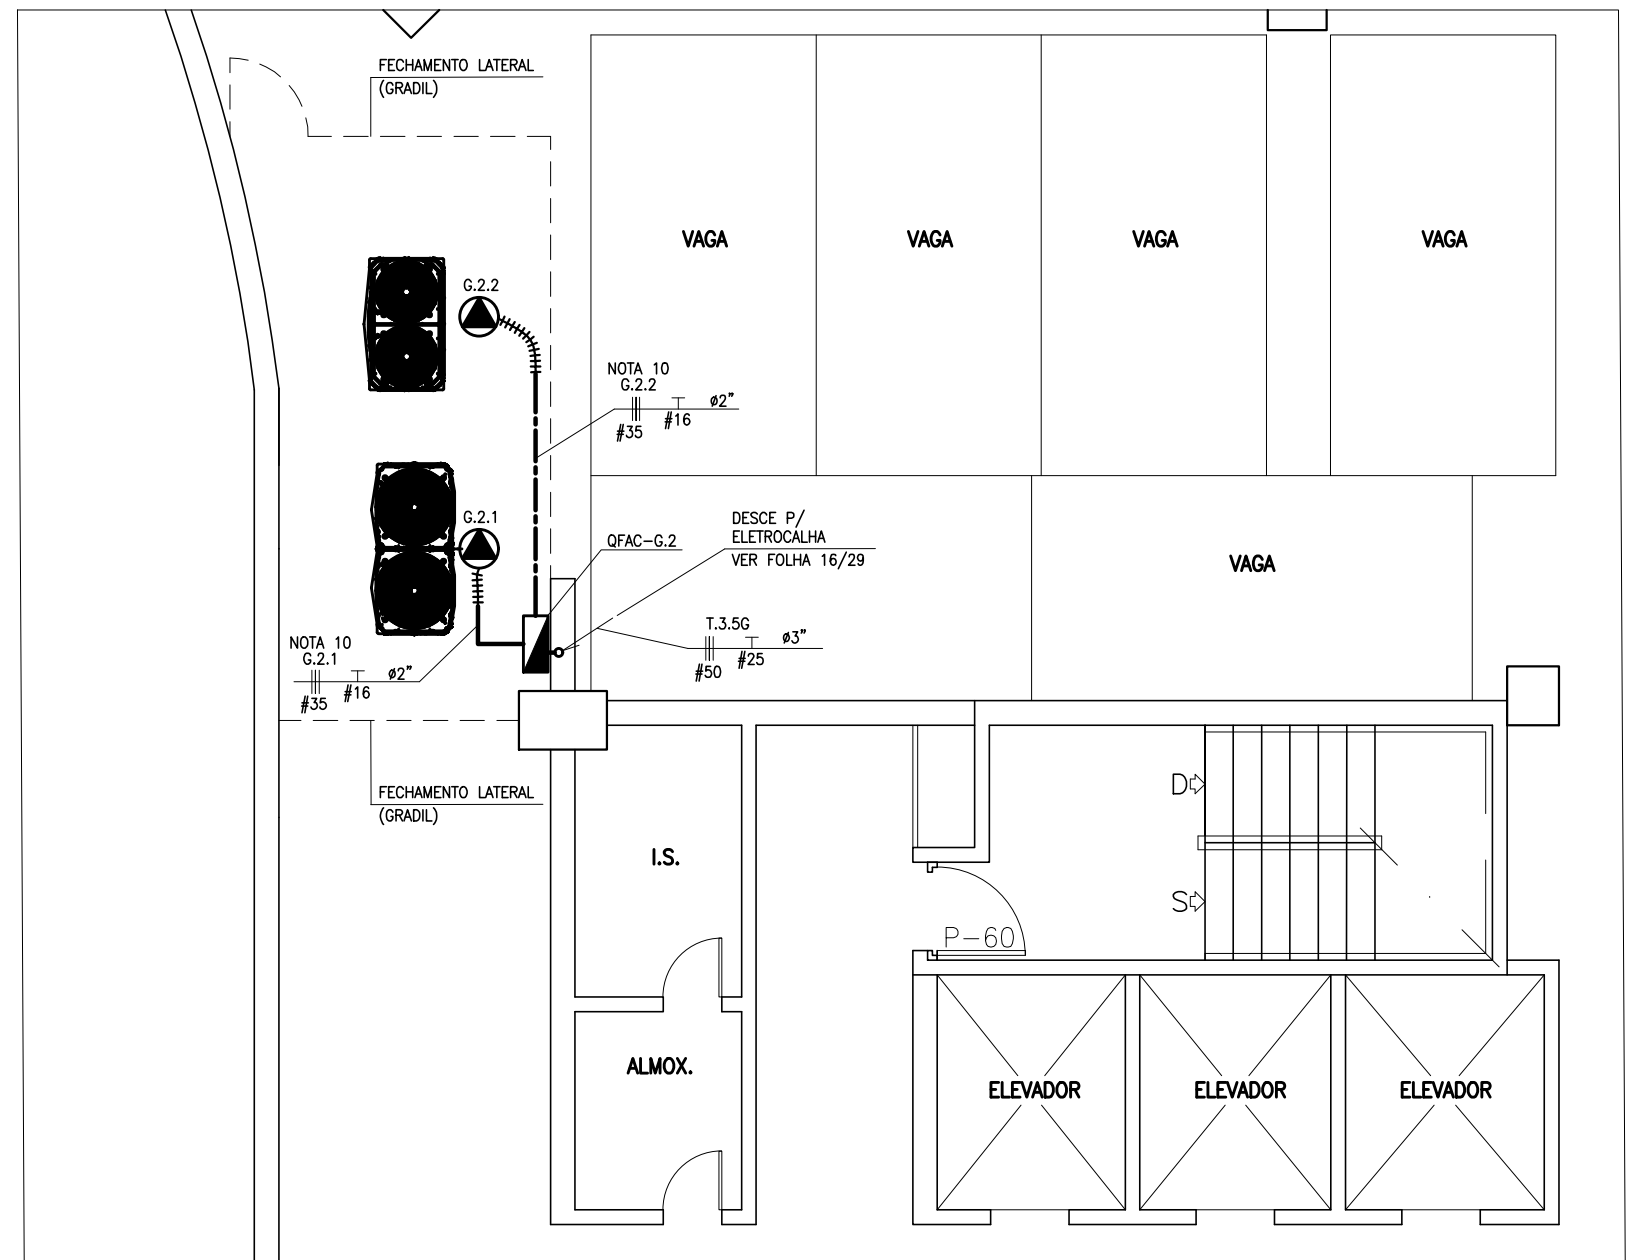 FECHAMENTO LATERAL
(GRADIL)
VAGA
VAGA
VAGA
VAGA
G.2.2
NOTA 10
G.2.2
ø2"
#16
#35
G.2.1
DESCE P/
ELETROCALHA
VER FOLHA 16/29
QFAC-G.2
VAGA
T.3.5G
ø3"
#25
#50
NOTA 10
G.2.1
ø2"
#16
#35
FECHAMENTO LATERAL
(GRADIL)
D
I.S.
S
P-60
ALMOX.
ELEVADOR
ELEVADOR
ELEVADOR